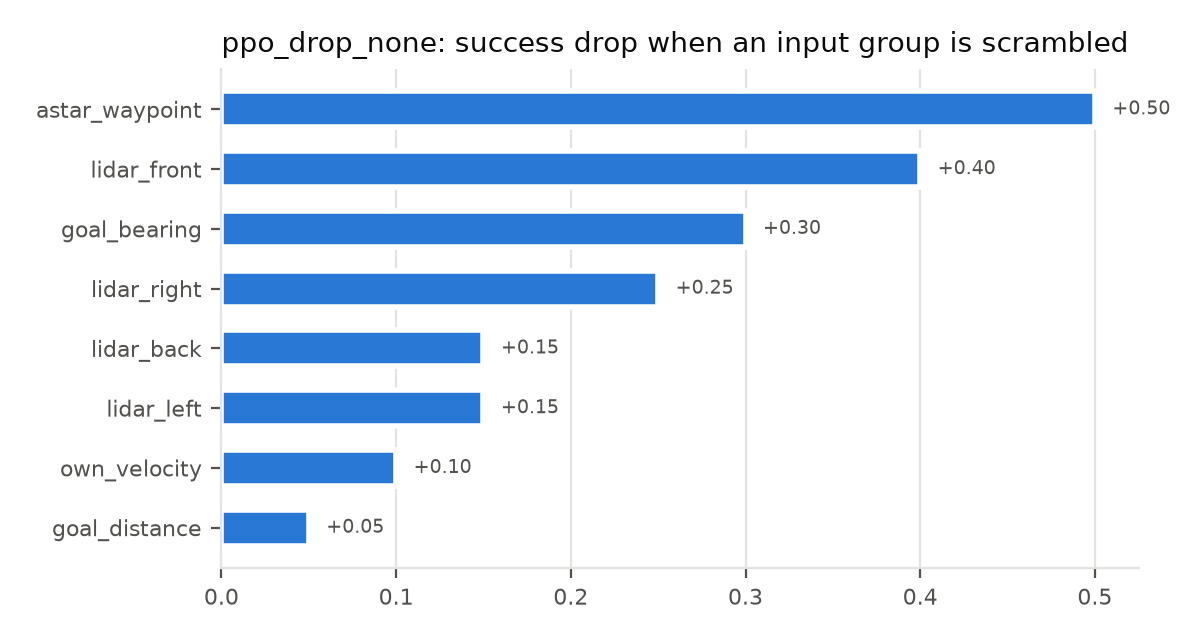 ppo_drop_none: success drop when an input group is scrambled
astar_waypoint +0.50
lidar_front +0.40
goal_bearing +0.30
lidar_right +0.25
lidar_back +0.15
lidar_left +0.15
own_velocity +0.10
goal_distance +0.05
0.0 0.1 0.2 0.3 0.4 0.5